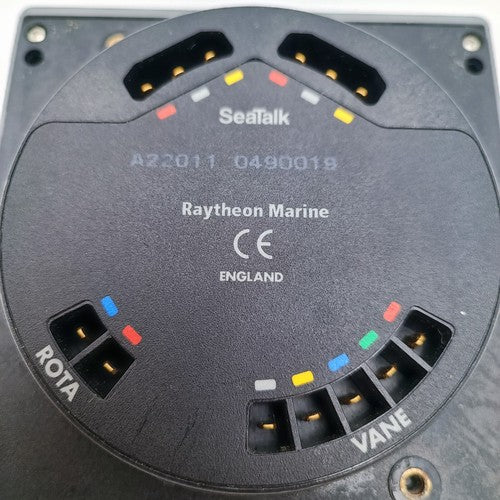 SeaTalk
A22011 0490019
Raytheon Marine
CE
ENGLAND
ROTA
VANE